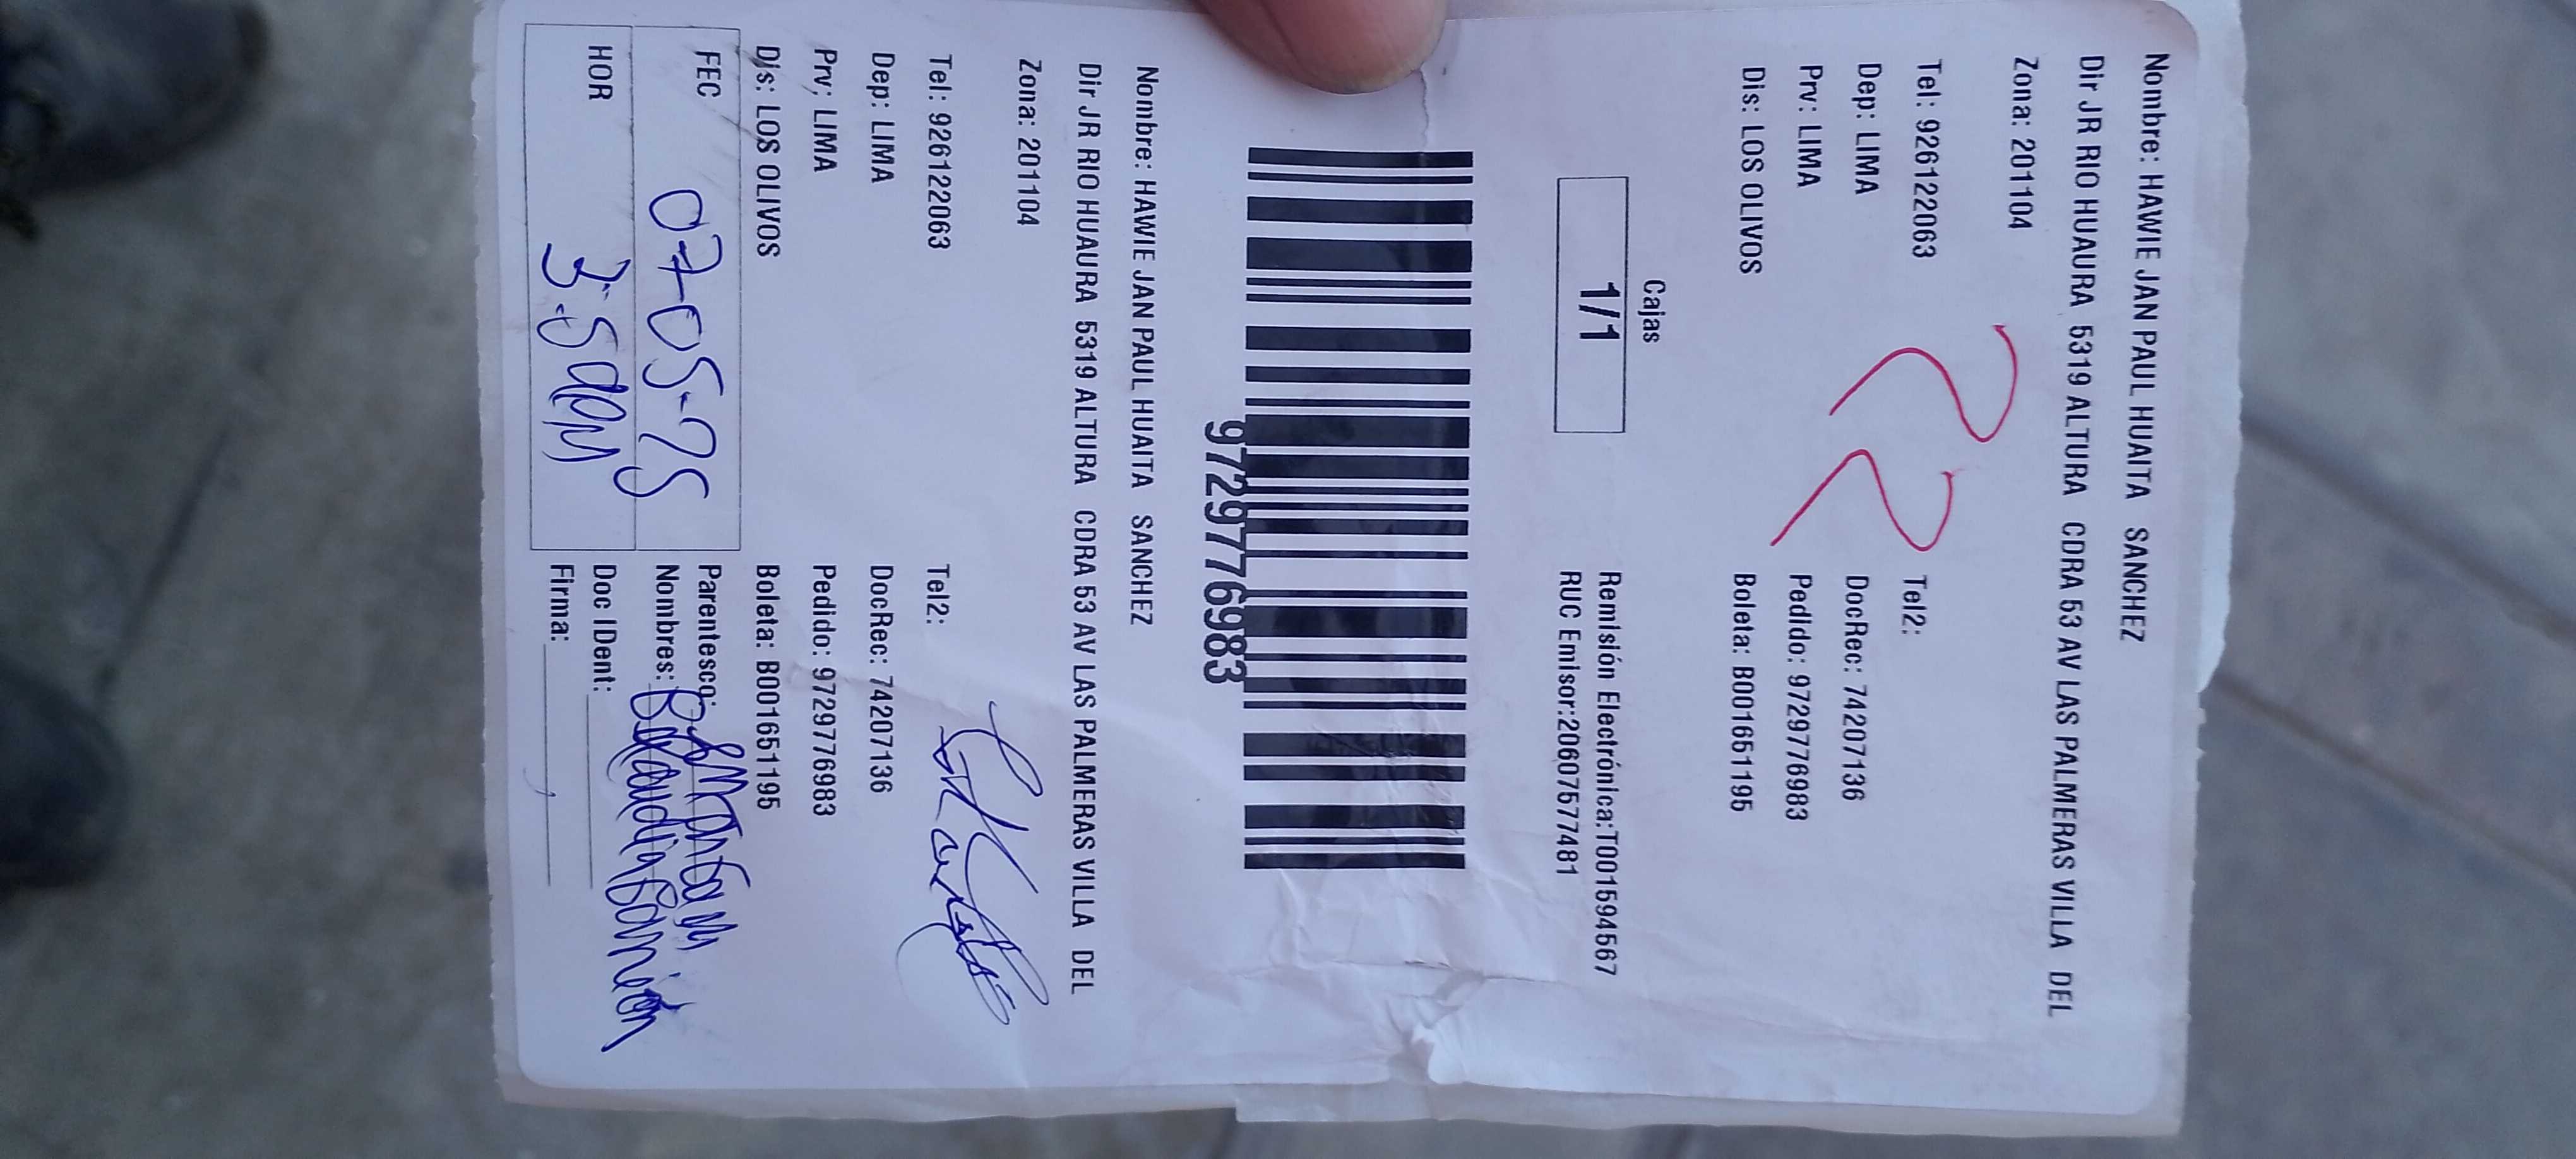 Nombre: HAWIE JAN PAUL HUAITA SANCHEZ
Dir JR RIO HUAURA 5319 ALTURA CDRA 53 AV LAS PALMERAS VILLA DEL
Zona: 201104
Tel: 926122063 Tel2:
Dep: LIMA DocRec: 74207136
Prv: LIMA Pedido: 9729776983
Dis: LOS OLIVOS Boleta: B001651195
Cajas
1/1
Remisión Electrónica:T001594567
RUC Emisor:20607577481
9729776983
Nombre: HAWIE JAN PAUL HUAITA SANCHEZ
Dir JR RIO HUAURA 5319 ALTURA CDRA 53 AV LAS PALMERAS VILLA DEL
Zona: 201104
Tel: 926122063 Tel2:
Dep: LIMA DocRec: 74207136
Prv: LIMA Pedido: 9729776983
Dis: LOS OLIVOS Boleta: B001651195
FEC 07-05-25 Parentesco:
Nombres:
HOR Doc IDent:
Firma: